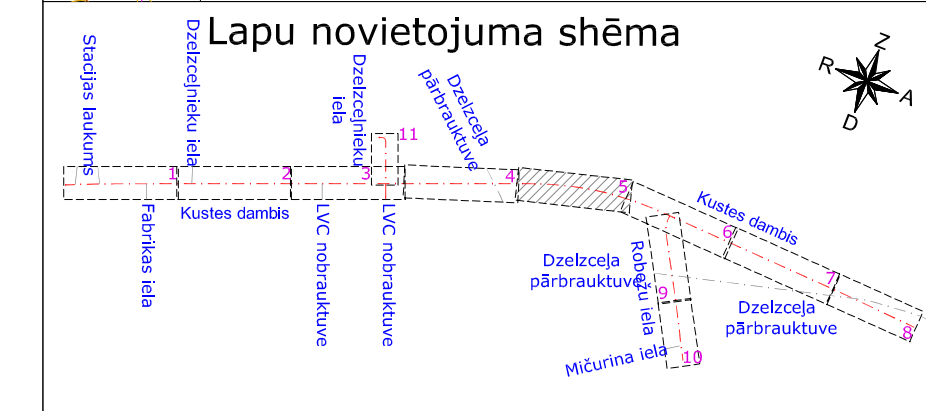 Lapu novietojuma shēma
Z
R
A
D
Stacijas laukums
Dzelzceļnieku iela
Dzelzceļnieku
iela
Dzelzceļa
pārbrauktuve
11
1
2
3
4
5
6
7
8
9
10
Fabrikas iela
Kustes dambis
LVC nobrauktuve
LVC nobrauktuve
Kustes dambis
Dzelzceļa
pārbrauktuve
Robežu iela
Dzelzceļa
pārbrauktuve
Mičurina iela